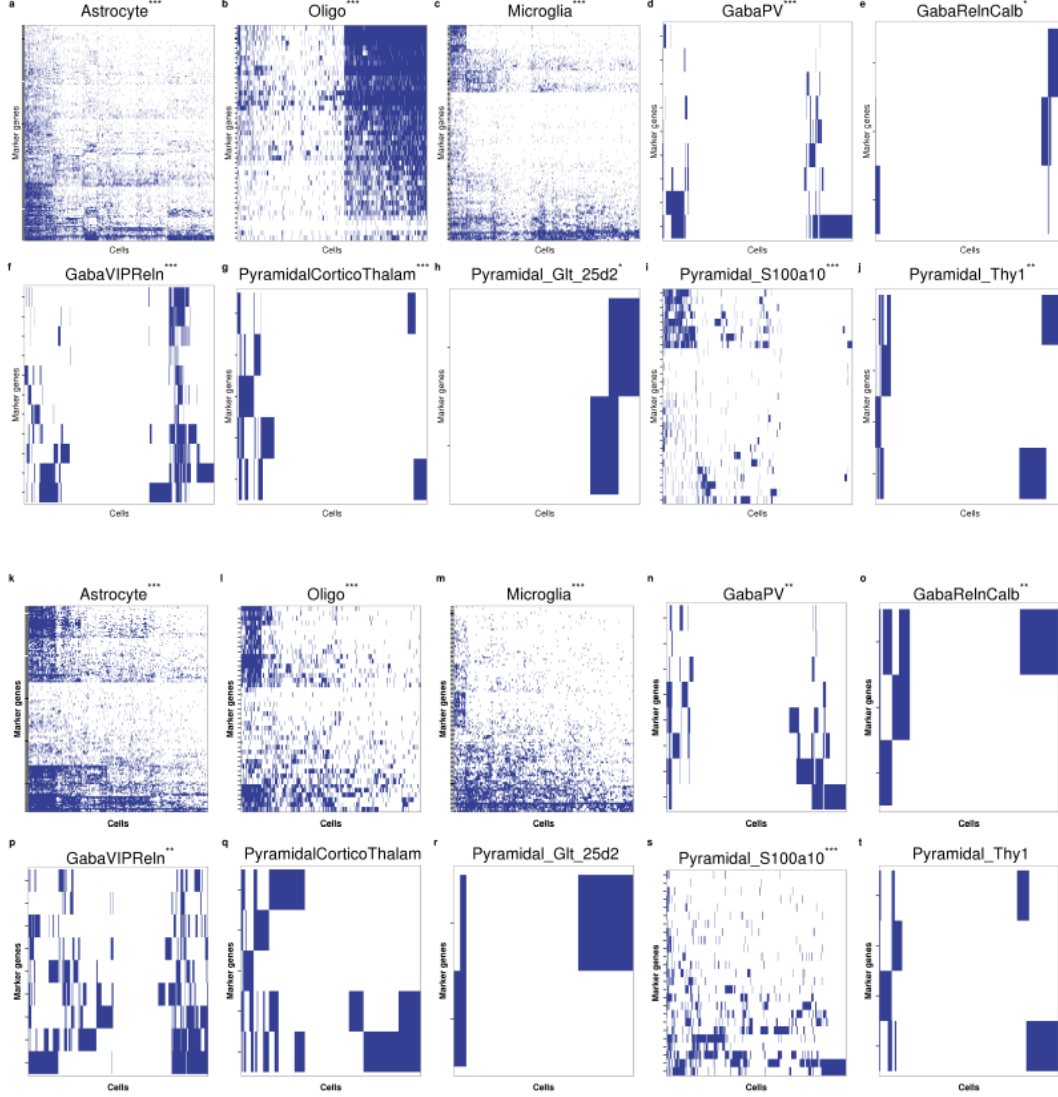 a Astrocyte*** b Oligo*** c Microglia*** d GabaPV*** e GabaRelnCalb*
Marker genes Marker genes Marker genes Marker genes Marker genes
Cells Cells Cells Cells Cells
f GabaVIPReln*** g PyramidalCorticoThalam*** h Pyramidal_Glt_25d2* i Pyramidal_S100a10*** j Pyramidal_Thy1**
Marker genes Marker genes Marker genes Marker genes Marker genes
Cells Cells Cells Cells Cells
k Astrocyte*** l Oligo*** m Microglia*** n GabaPV** o GabaRelnCalb**
Marker genes Marker genes Marker genes Marker genes Marker genes
Cells Cells Cells Cells Cells
p GabaVIPReln** q PyramidalCorticoThalam r Pyramidal_Glt_25d2 s Pyramidal_S100a10*** t Pyramidal_Thy1
Marker genes Marker genes Marker genes Marker genes Marker genes
Cells Cells Cells Cells Cells